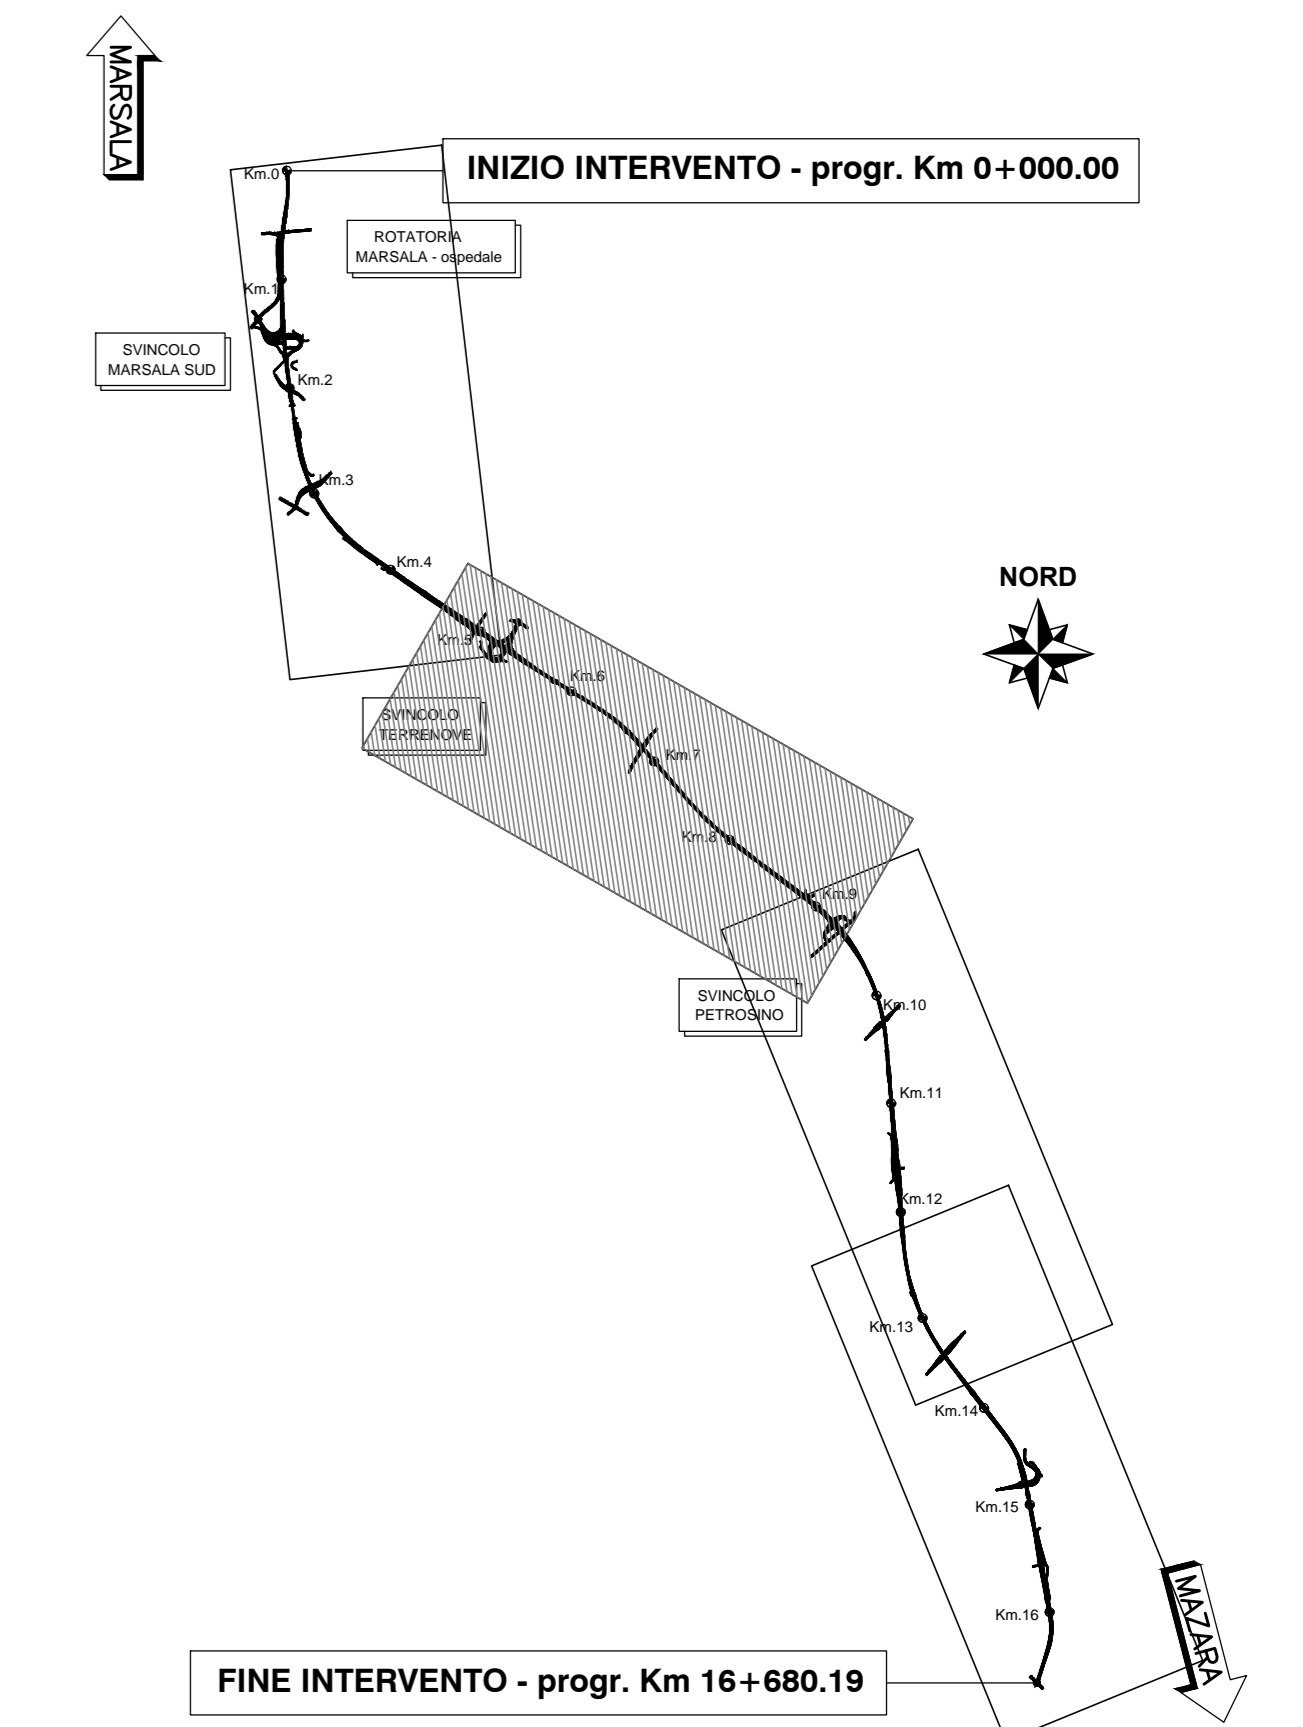 MARSALA
INIZIO INTERVENTO - progr. Km 0+000.00
Km.0
ROTATORIA
MARSALA - ospedale
Km.1
SVINCOLO
MARSALA SUD
Km.2
Km.3
Km.4
NORD
Km.5
Km.6
SVINCOLO
TERRENOVE
Km.7
Km.8
Km.9
SVINCOLO
PETROSINO
Km.10
Km.11
Km.12
Km.13
Km.14
Km.15
Km.16
MAZARA
FINE INTERVENTO - progr. Km 16+680.19